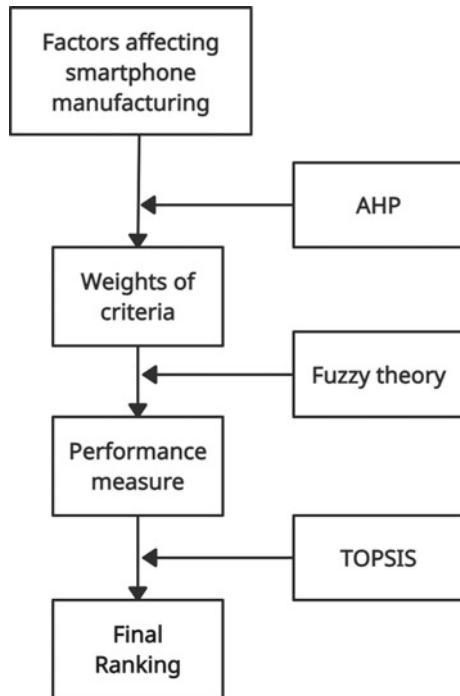 Factors affecting
smartphone
manufacturing
AHP
Weights of
criteria
Fuzzy theory
Performance
measure
TOPSIS
Final
Ranking